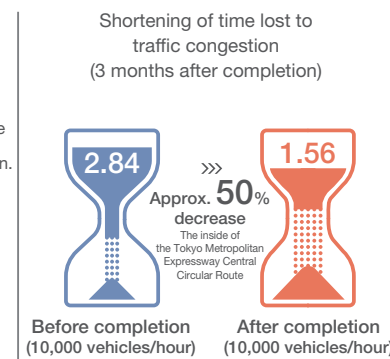 Shortening of time lost to
traffic congestion
(3 months after completion)
e
n.
2.84
1.56
>>>
Approx. 50%
decrease
The inside of
the Tokyo Metropolitan
Expressway Central
Circular Route
Before completion
(10,000 vehicles/hour)
After completion
(10,000 vehicles/hour)